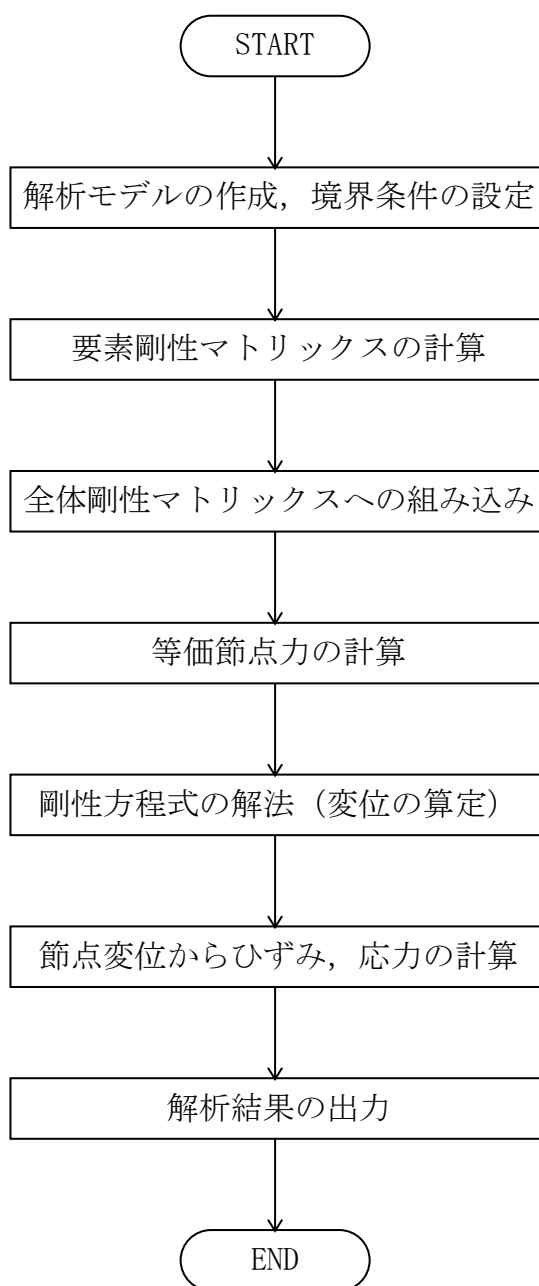 START
解析モデルの作成，境界条件の設定
要素剛性マトリックスの計算
全体剛性マトリックスへの組み込み
等価節点力の計算
剛性方程式の解法（変位の算定）
節点変位からひずみ，応力の計算
解析結果の出力
END